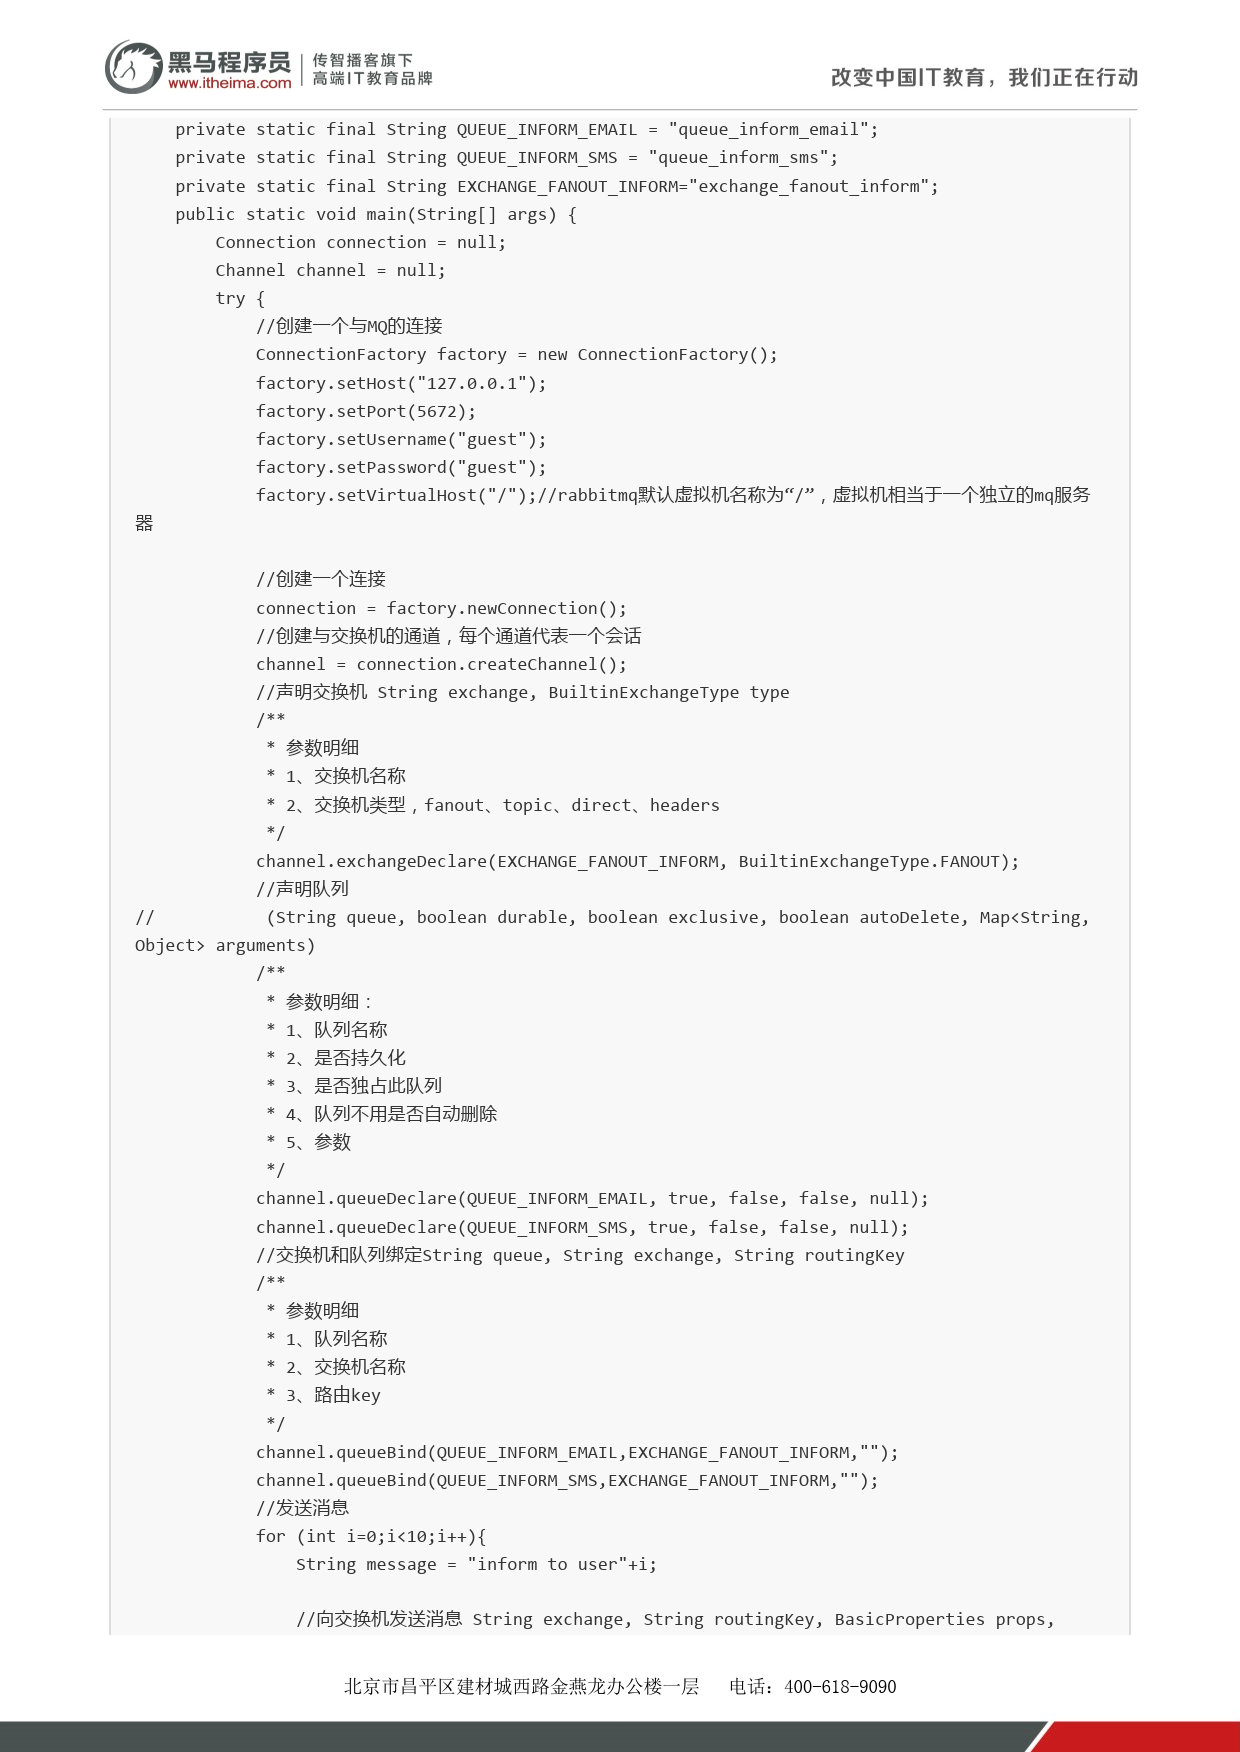 黑马程序员
www.itheima.com
传智播客旗下
高端IT教育品牌
改变中国IT教育，我们正在行动
    private static final String QUEUE_INFORM_EMAIL = "queue_inform_email";
    private static final String QUEUE_INFORM_SMS = "queue_inform_sms";
    private static final String EXCHANGE_FANOUT_INFORM="exchange_fanout_inform";
    public static void main(String[] args) {
        Connection connection = null;
        Channel channel = null;
        try {
            //创建一个与MQ的连接
            ConnectionFactory factory = new ConnectionFactory();
            factory.setHost("127.0.0.1");
            factory.setPort(5672);
            factory.setUsername("guest");
            factory.setPassword("guest");
            factory.setVirtualHost("/");//rabbitmq默认虚拟机名称为“/”，虚拟机相当于一个独立的mq服务
器
            //创建一个连接
            connection = factory.newConnection();
            //创建与交换机的通道，每个通道代表一个会话
            channel = connection.createChannel();
            //声明交换机 String exchange, BuiltinExchangeType type
            /**
             * 参数明细
             * 1、交换机名称
             * 2、交换机类型，fanout、topic、direct、headers
             */
            channel.exchangeDeclare(EXCHANGE_FANOUT_INFORM, BuiltinExchangeType.FANOUT);
            //声明队列
//           (String queue, boolean durable, boolean exclusive, boolean autoDelete, Map<String,
Object> arguments)
            /**
             * 参数明细：
             * 1、队列名称
             * 2、是否持久化
             * 3、是否独占此队列
             * 4、队列不用是否自动删除
             * 5、参数
             */
            channel.queueDeclare(QUEUE_INFORM_EMAIL, true, false, false, null);
            channel.queueDeclare(QUEUE_INFORM_SMS, true, false, false, null);
            //交换机和队列绑定String queue, String exchange, String routingKey
            /**
             * 参数明细
             * 1、队列名称
             * 2、交换机名称
             * 3、路由key
             */
            channel.queueBind(QUEUE_INFORM_EMAIL,EXCHANGE_FANOUT_INFORM,"");
            channel.queueBind(QUEUE_INFORM_SMS,EXCHANGE_FANOUT_INFORM,"");
            //发送消息
            for (int i=0;i<10;i++){
                String message = "inform to user"+i;
                //向交换机发送消息 String exchange, String routingKey, BasicProperties props,
北京市昌平区建材城西路金燕龙办公楼一层   电话：400-618-9090